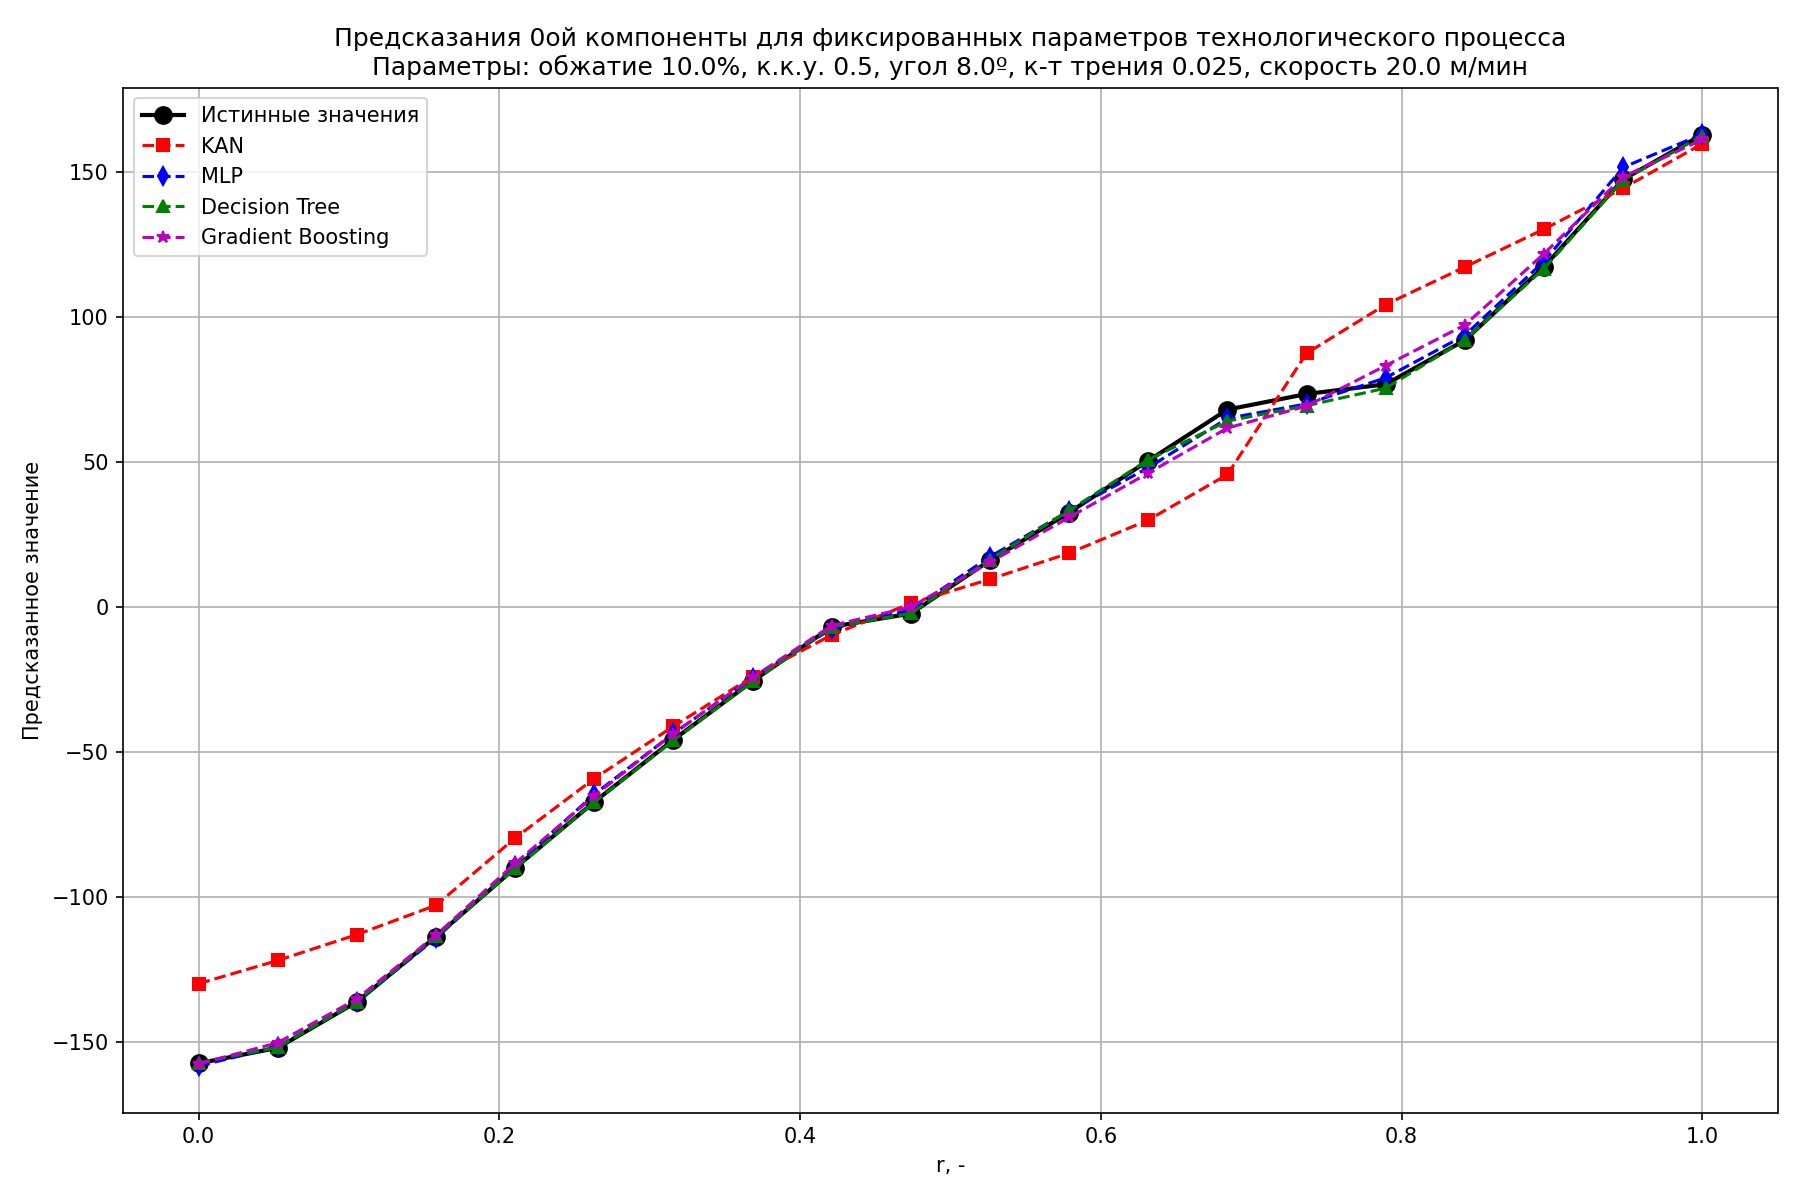 Предсказания 0ой компоненты для фиксированных параметров технологического процесса
Параметры: обжатие 10.0%, к.к.у. 0.5, угол 8.0º, к-т трения 0.025, скорость 20.0 м/мин
Истинные значения
KAN
MLP
Decision Tree
Gradient Boosting
Предсказанное значение
150
100
50
0
−50
−100
−150
0.0
0.2
0.4
0.6
0.8
1.0
r, -